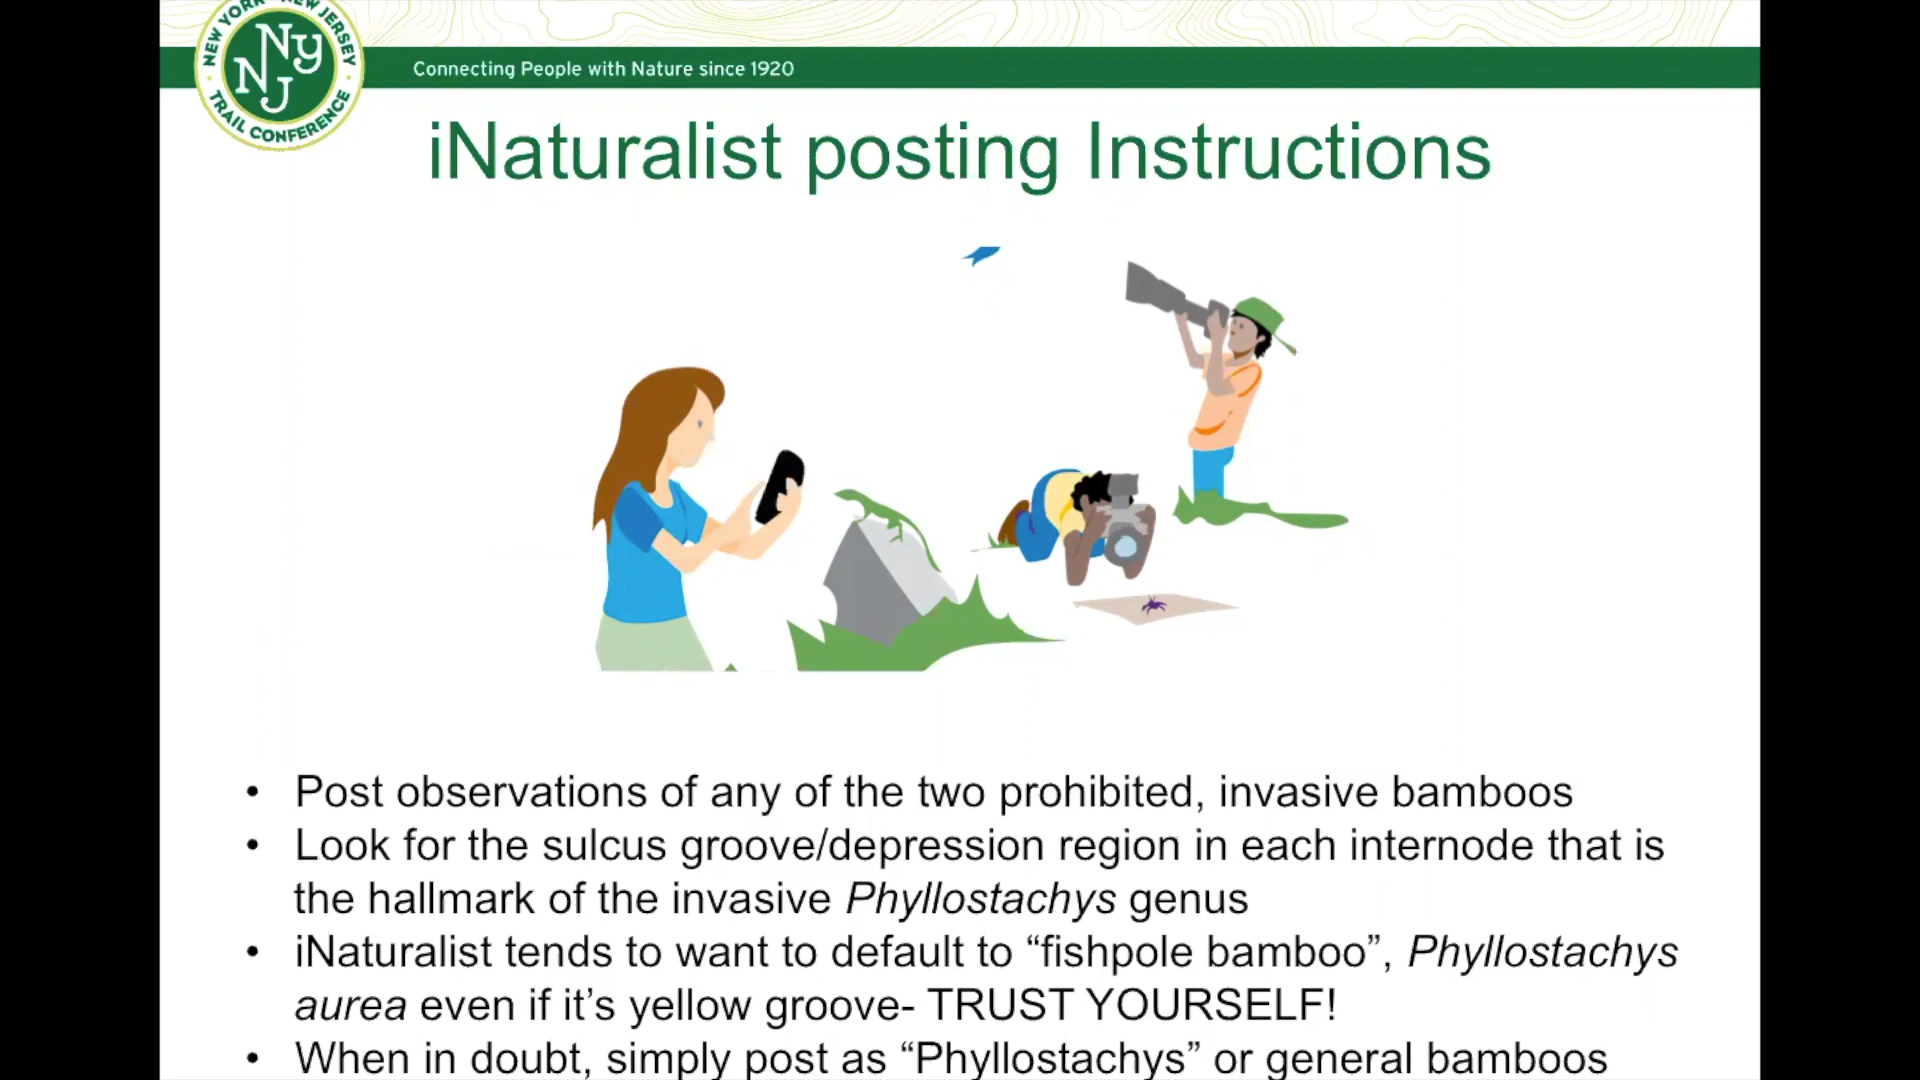 NEW YORK - NEW JERSEY
NY
NJ
TRAIL CONFERENCE
Connecting People with Nature since 1920
iNaturalist posting Instructions
• Post observations of any of the two prohibited, invasive bamboos
• Look for the sulcus groove/depression region in each internode that is
the hallmark of the invasive Phyllostachys genus
• iNaturalist tends to want to default to “fishpole bamboo”, Phyllostachys
aurea even if it’s yellow groove- TRUST YOURSELF!
• When in doubt, simply post as “Phyllostachys” or general bamboos